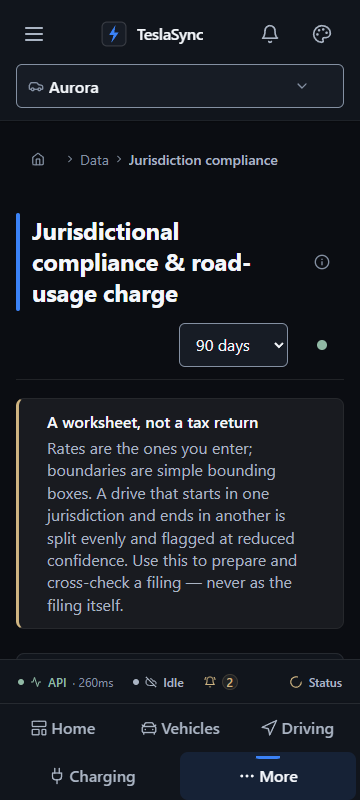 TeslaSync
Aurora
Data
Jurisdiction compliance
Jurisdictional
compliance & road-
usage charge
90 days
A worksheet, not a tax return
Rates are the ones you enter;
boundaries are simple bounding
boxes. A drive that starts in one
jurisdiction and ends in another is
split evenly and flagged at reduced
confidence. Use this to prepare and
cross-check a filing — never as the
filing itself.
API · 260ms
Idle
2
Status
Home
Vehicles
Driving
Charging
More